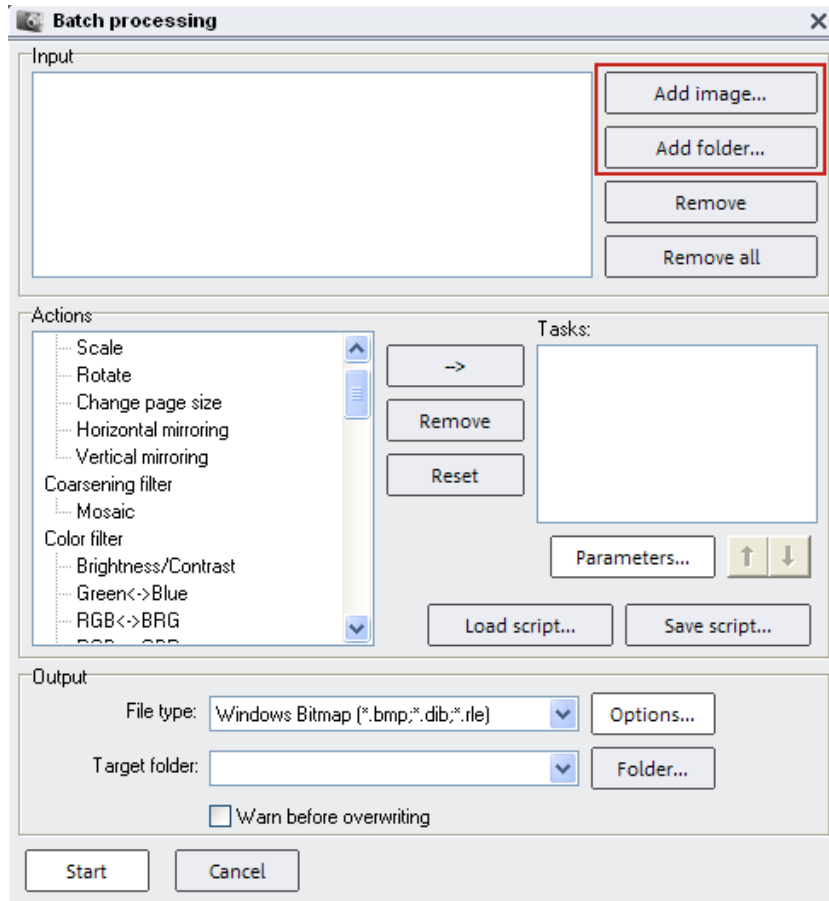 Batch processing
Input
Add image...
Add folder...
Remove
Remove all
Actions
Scale
Rotate
Change page size
Horizontal mirroring
Vertical mirroring
Coarsening filter
Mosaic
Color filter
Brightness/Contrast
Green<->Blue
RGB<->BRG
-->
Remove
Reset
Tasks:
Parameters...
Load script...
Save script...
Output
File type: Windows Bitmap (*.bmp;*.dib;*.rle) Options...
Target folder: Folder...
Warn before overwriting
Start Cancel